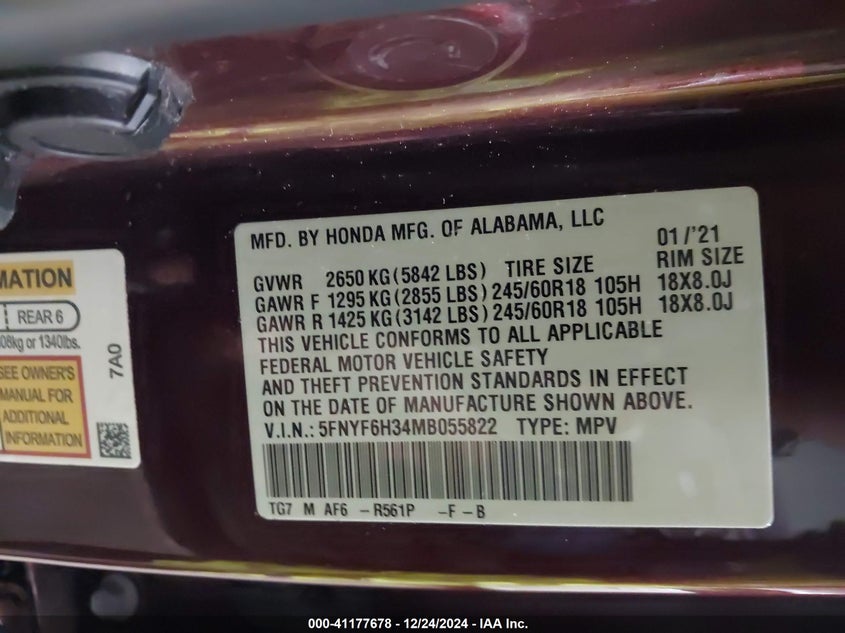 MATION
REAR 6
08kg or 1340lbs.
SEE OWNER'S
MANUAL FOR
ADDITIONAL
INFORMATION
7A0
MFD. BY HONDA MFG. OF ALABAMA, LLC 01/'21
GVWR 2650 KG (5842 LBS) TIRE SIZE RIM SIZE
GAWR F 1295 KG (2855 LBS) 245/60R18 105H 18X8.0J
GAWR R 1425 KG (3142 LBS) 245/60R18 105H 18X8.0J
THIS VEHICLE CONFORMS TO ALL APPLICABLE
FEDERAL MOTOR VEHICLE SAFETY
AND THEFT PREVENTION STANDARDS IN EFFECT
ON THE DATE OF MANUFACTURE SHOWN ABOVE.
V.I.N.: 5FNYF6H34MB055822 TYPE: MPV
TG7 M AF6 - R561P - F - B
000-41177678 - 12/24/2024 - IAA Inc.